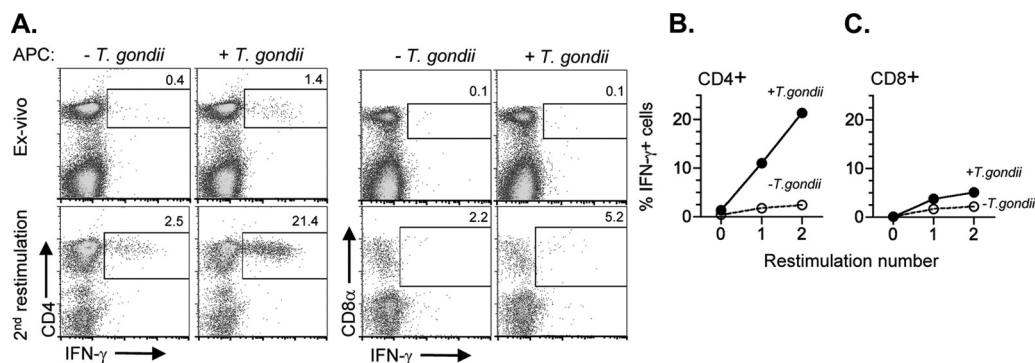 A.
APC: - T. gondii + T. gondii - T. gondii + T. gondii
Ex-vivo
0.4 1.4 0.1 0.1
2nd restimulation
2.5 21.4 2.2 5.2
CD4
CD8α
IFN-γ IFN-γ
B. C.
CD4+ CD8+
% IFN-γ+ cells
+T.gondii
20
10
0
-T.gondii
0 1 2
20
10
0
+T.gondii
-T.gondii
0 1 2
Restimulation number